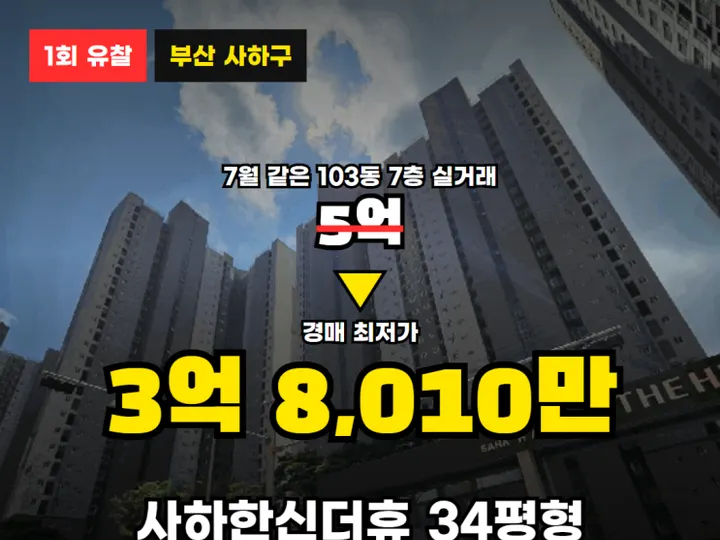 1회 유찰
부산 사하구
7월 같은 103동 7층 실거래
5억
경매 최저가
3억 8,010만
THE H
SAHA
사하한신더휴 34평형